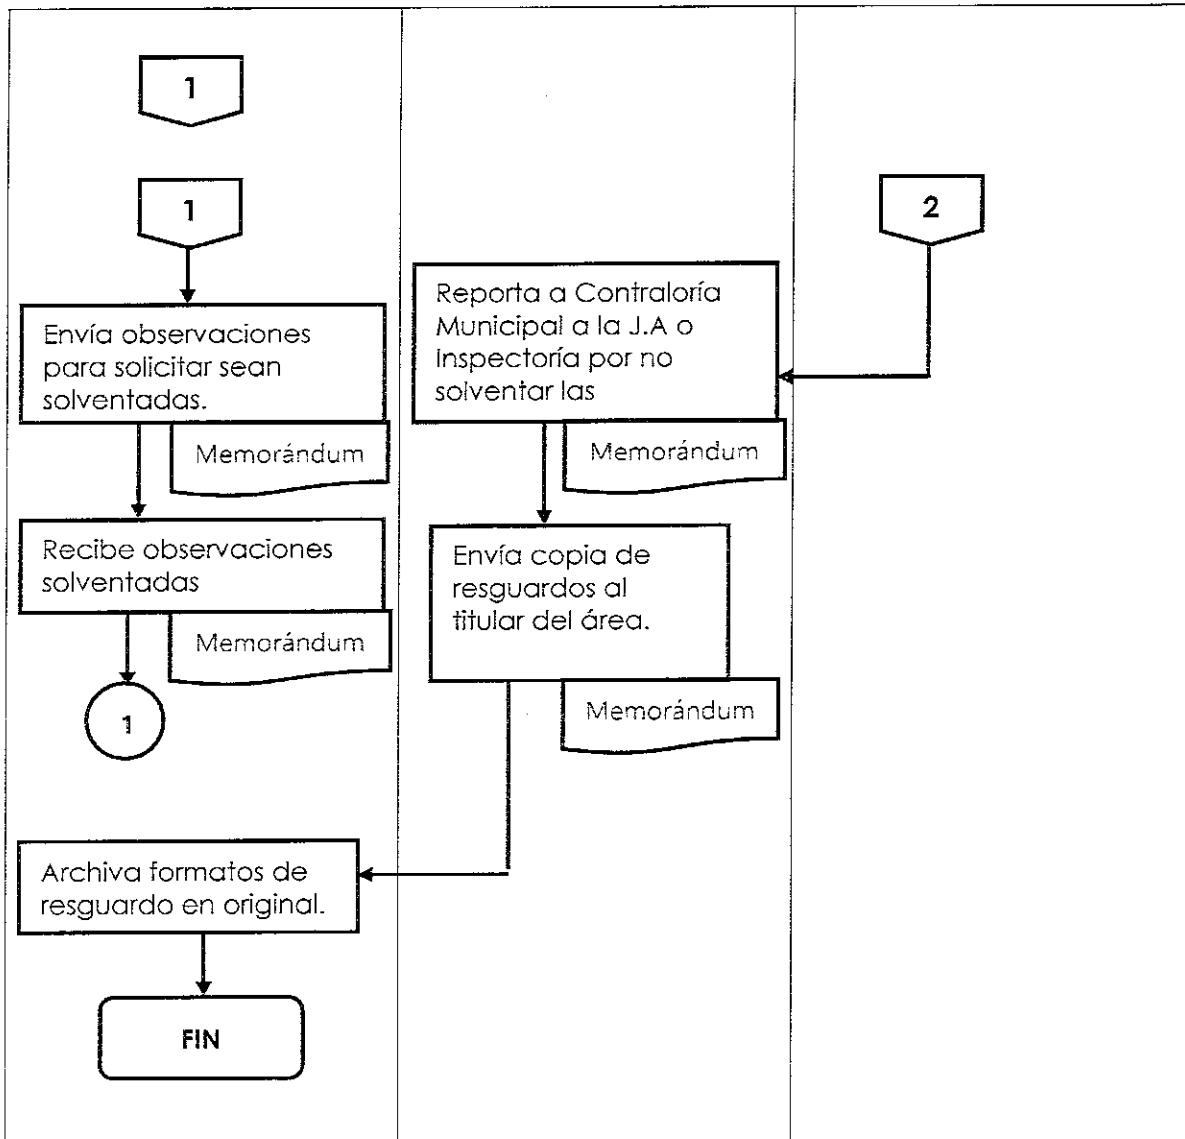 1
1
Envía observaciones
para solicitar sean
solventadas.
Memorándum
Recibe observaciones
solventadas
Memorándum
1
Archiva formatos de
resguardo en original.
FIN
Reporta a Contraloría
Municipal a la J.A o
Inspectoría por no
solventar las
Memorándum
Envía copia de
resguardos al
titular del área.
Memorándum
2